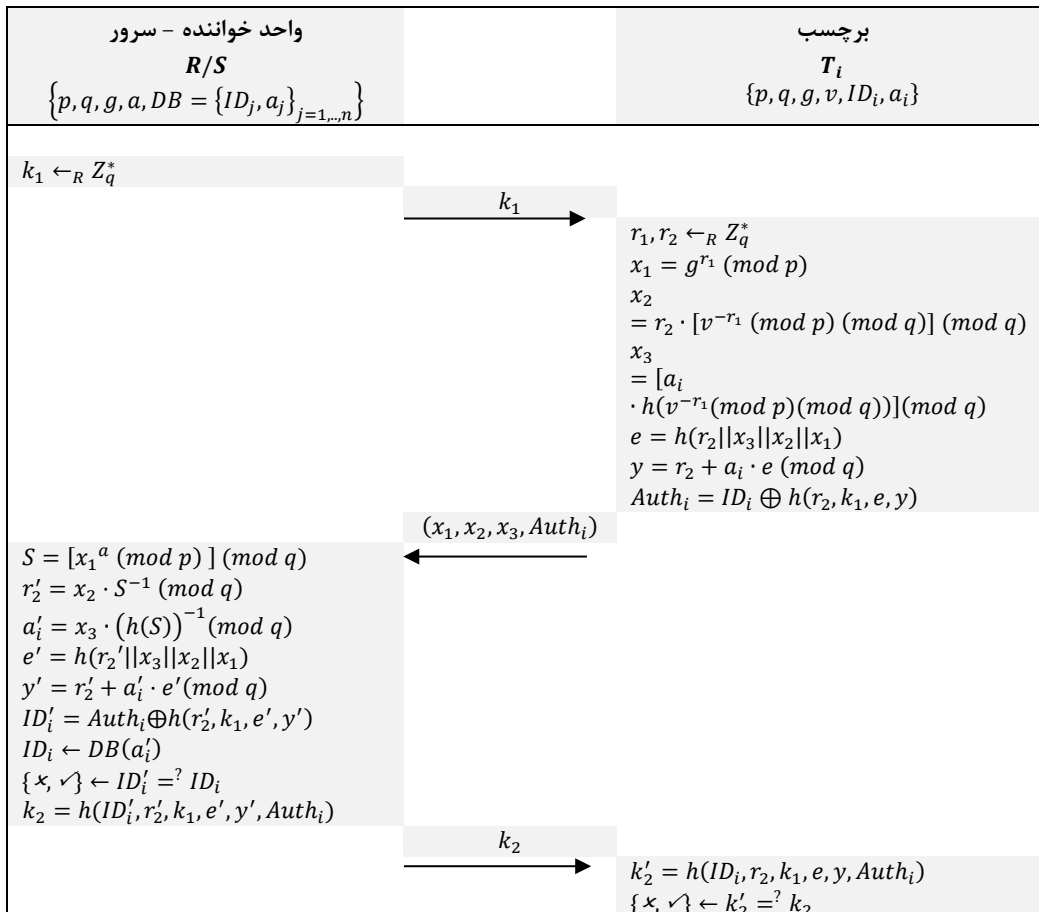 واحد خواننده – سرور
R/S
{p, q, g, a, DB = {ID_j, a_j}_{j=1,..,n}}
برچسب
T_i
{p, q, g, v, ID_i, a_i}
k_1 ←_R Z_q^*
k_1
r_1, r_2 ←_R Z_q^*
x_1 = g^{r_1} (mod p)
x_2
= r_2 · [v^{−r_1} (mod p) (mod q)] (mod q)
x_3
= [a_i
· h(v^{−r_1}(mod p)(mod q))](mod q)
e = h(r_2||x_3||x_2||x_1)
y = r_2 + a_i · e (mod q)
Auth_i = ID_i ⊕ h(r_2, k_1, e, y)
(x_1, x_2, x_3, Auth_i)
S = [x_1^a (mod p) ] (mod q)
r_2′ = x_2 · S^{−1} (mod q)
a_i′ = x_3 · (h(S))^{−1}(mod q)
e′ = h(r_2′||x_3||x_2||x_1)
y′ = r_2′ + a_i′ · e′(mod q)
ID_i′ = Auth_i⊕h(r_2′, k_1, e′, y′)
ID_i ← DB(a_i′)
{×, ✓} ← ID_i′ =^? ID_i
k_2 = h(ID_i′, r_2′, k_1, e′, y′, Auth_i)
k_2
k_2′ = h(ID_i, r_2, k_1, e, y, Auth_i)
{×, ✓} ← k_2′ =^? k_2